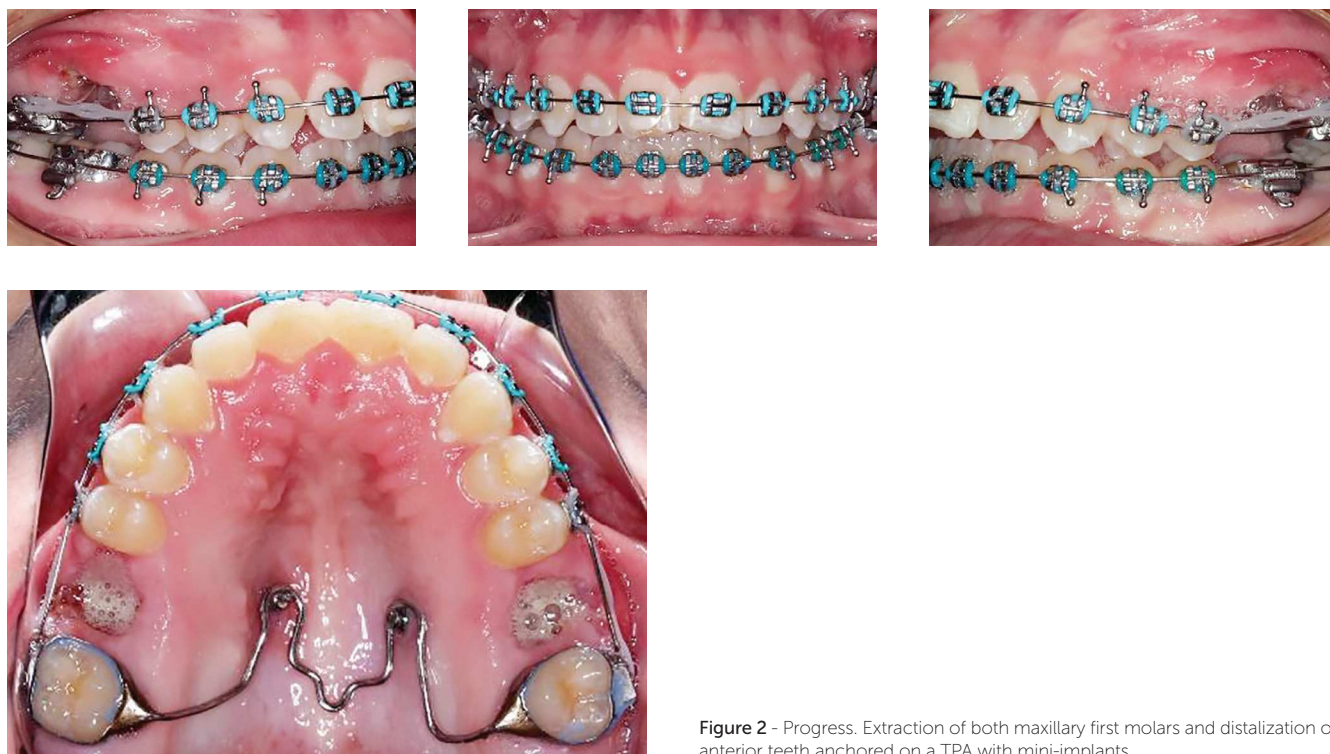 Figure 2 - Progress. Extraction of both maxillary first molars and distalization o
anterior teeth anchored on a TPA with mini-implants.